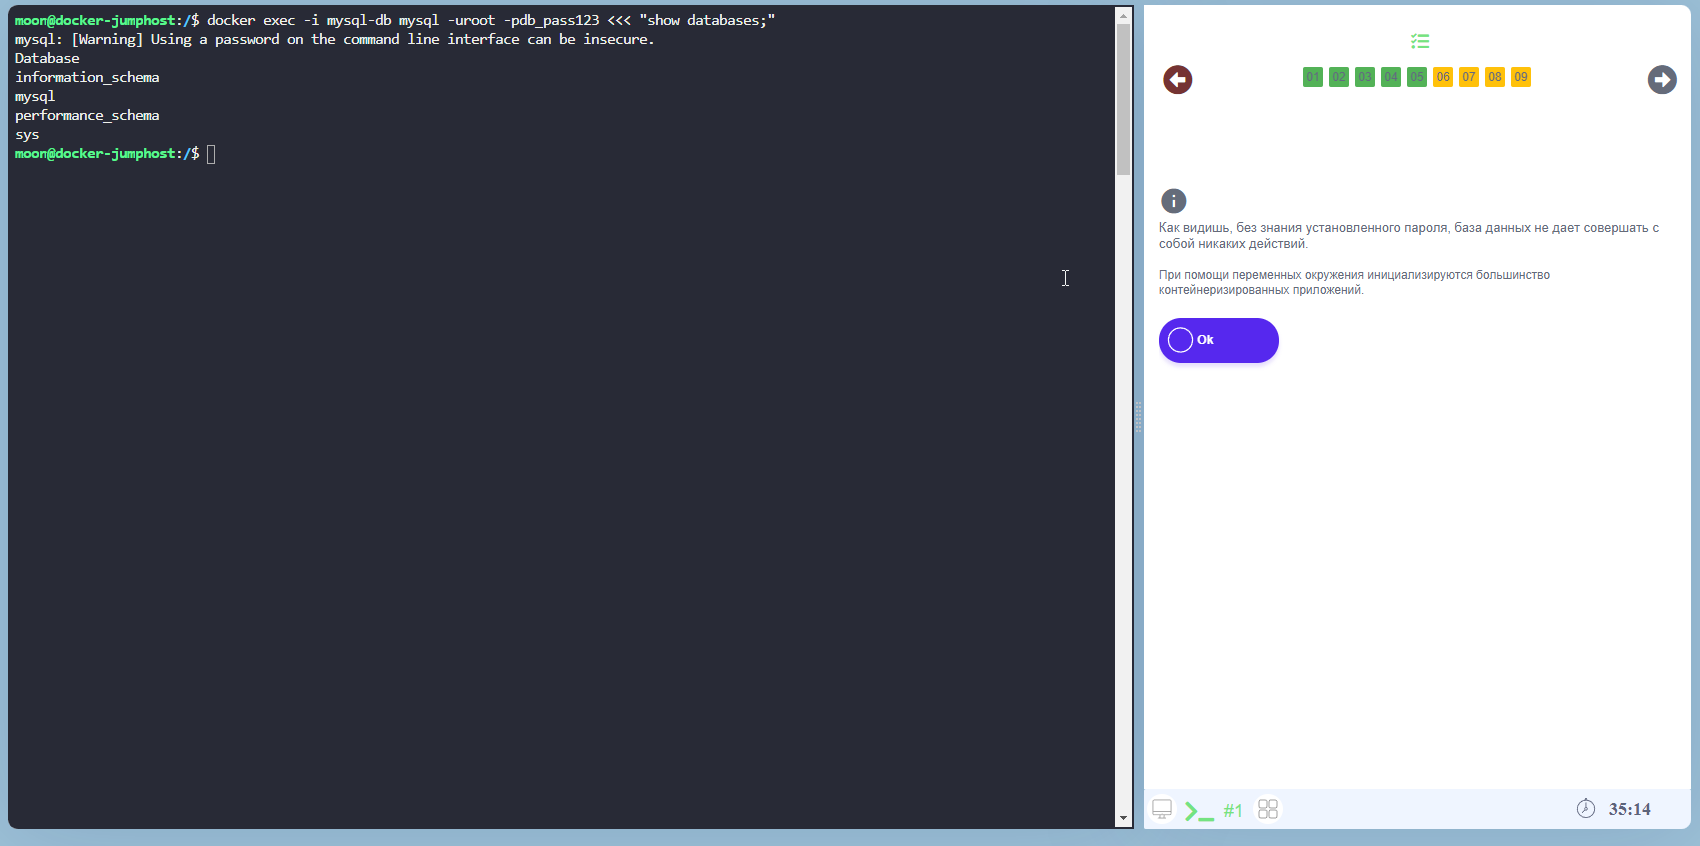 moon@docker-jumphost:/$ docker exec -i mysql-db mysql -uroot -pdb_pass123 <<< "show databases;"
mysql: [Warning] Using a password on the command line interface can be insecure.
Database
information_schema
mysql
performance_schema
sys
moon@docker-jumphost:/$
01 02 03 04 05 06 07 08 09
Как видишь, без знания установленного пароля, база данных не дает совершать с
собой никаких действий.
При помощи переменных окружения инициализируются большинство
контейнеризированных приложений.
Ok
#1
35:14